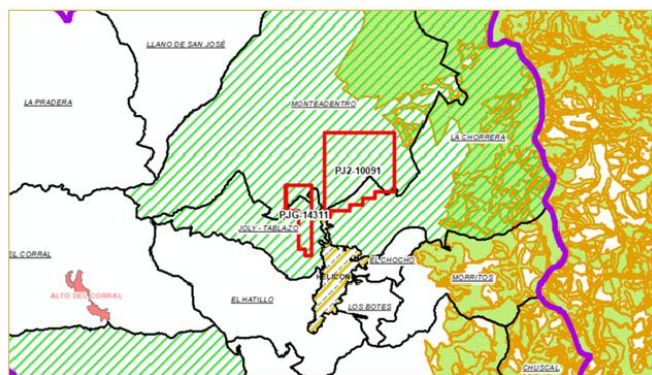 LLANO DE SAN JOSÉ
LA PRADERA
MONTEADENTRO
LA CHORRERA
PJ2-10091
PJG-14311
JOLY - TABLAZO
EL CORRAL
EL CHOCHO
MORRITOS
ALTO DEL CORRAL
EL HATILLO
LOS BOTES
CHUSCAL